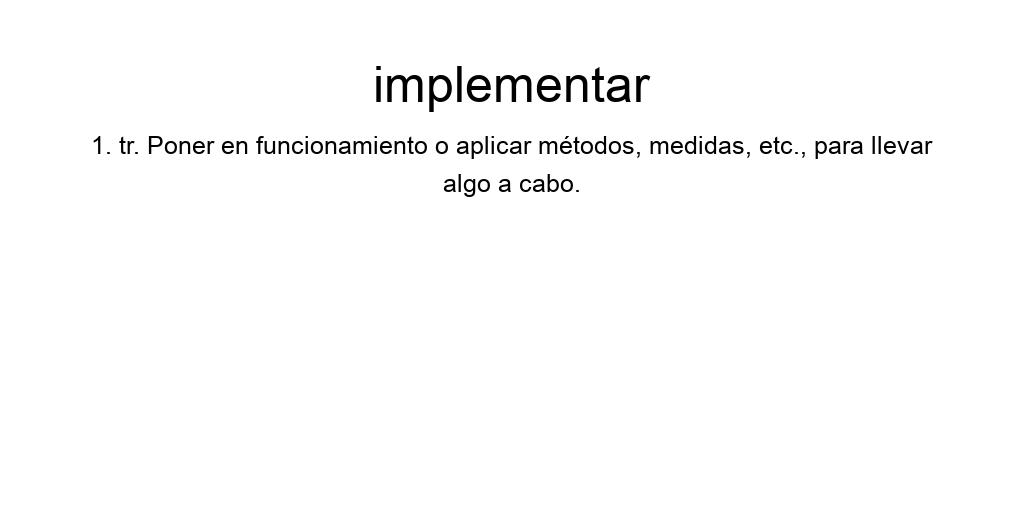 implementar
1. tr. Poner en funcionamiento o aplicar métodos, medidas, etc., para llevar
algo a cabo.